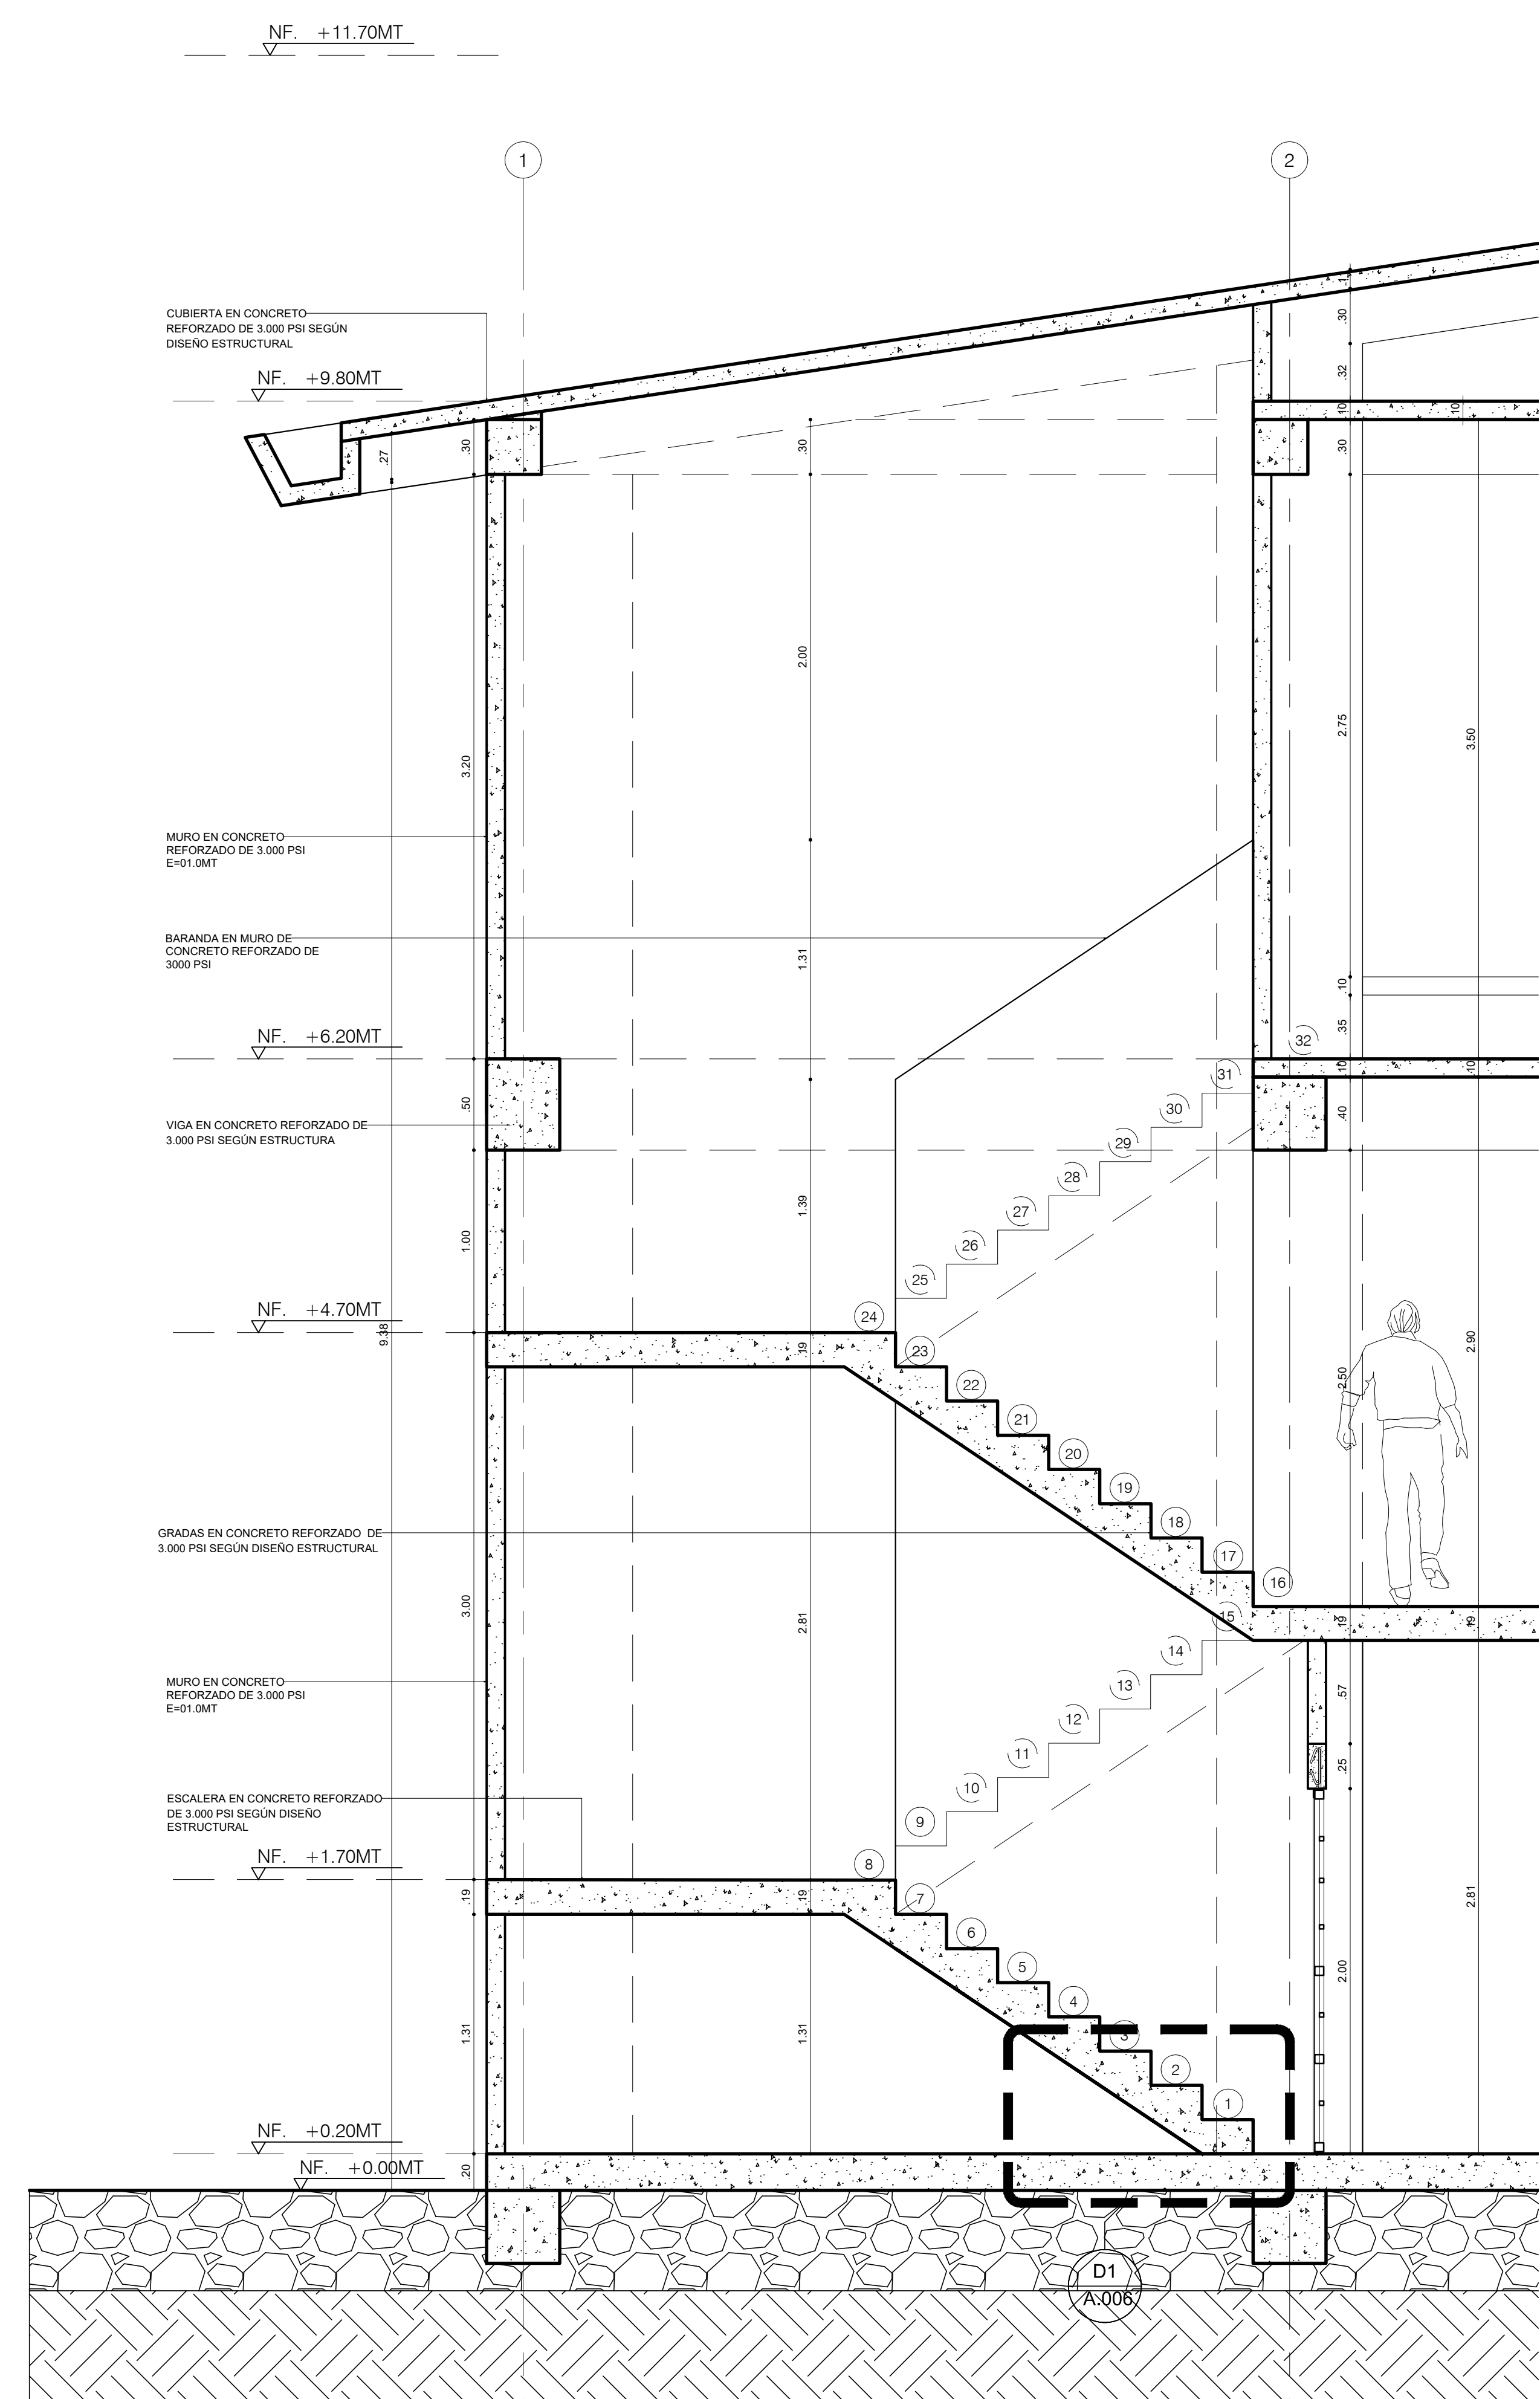 NF. +11.70MT
1
2
CUBIERTA EN CONCRETO
REFORZADO DE 3.000 PSI SEGÚN
DISEÑO ESTRUCTURAL
NF. +9.80MT
.27
.30
.30
.30
.32
.10
.10
.30
2.00
3.20
2.75
3.50
MURO EN CONCRETO
REFORZADO DE 3.000 PSI
E=01.0MT
BARANDA EN MURO DE
CONCRETO REFORZADO DE
3000 PSI
1.31
.10
.35
NF. +6.20MT
32
31
.10
.10
.50
.40
VIGA EN CONCRETO REFORZADO DE
3.000 PSI SEGÚN ESTRUCTURA
30
29
28
27
26
25
24
1.39
1.00
NF. +4.70MT
9.38
.19
23
22
21
20
19
18
17
16
2.50
2.90
GRADAS EN CONCRETO REFORZADO DE
3.000 PSI SEGÚN DISEÑO ESTRUCTURAL
3.00
2.81
15
.19
.19
14
13
12
11
10
9
8
.57
.25
MURO EN CONCRETO
REFORZADO DE 3.000 PSI
E=01.0MT
ESCALERA EN CONCRETO REFORZADO
DE 3.000 PSI SEGÚN DISEÑO
ESTRUCTURAL
NF. +1.70MT
.19
.19
7
6
5
4
3
2
1
2.81
2.00
1.31
1.31
NF. +0.20MT
NF. +0.00MT
.20
D1
A.006